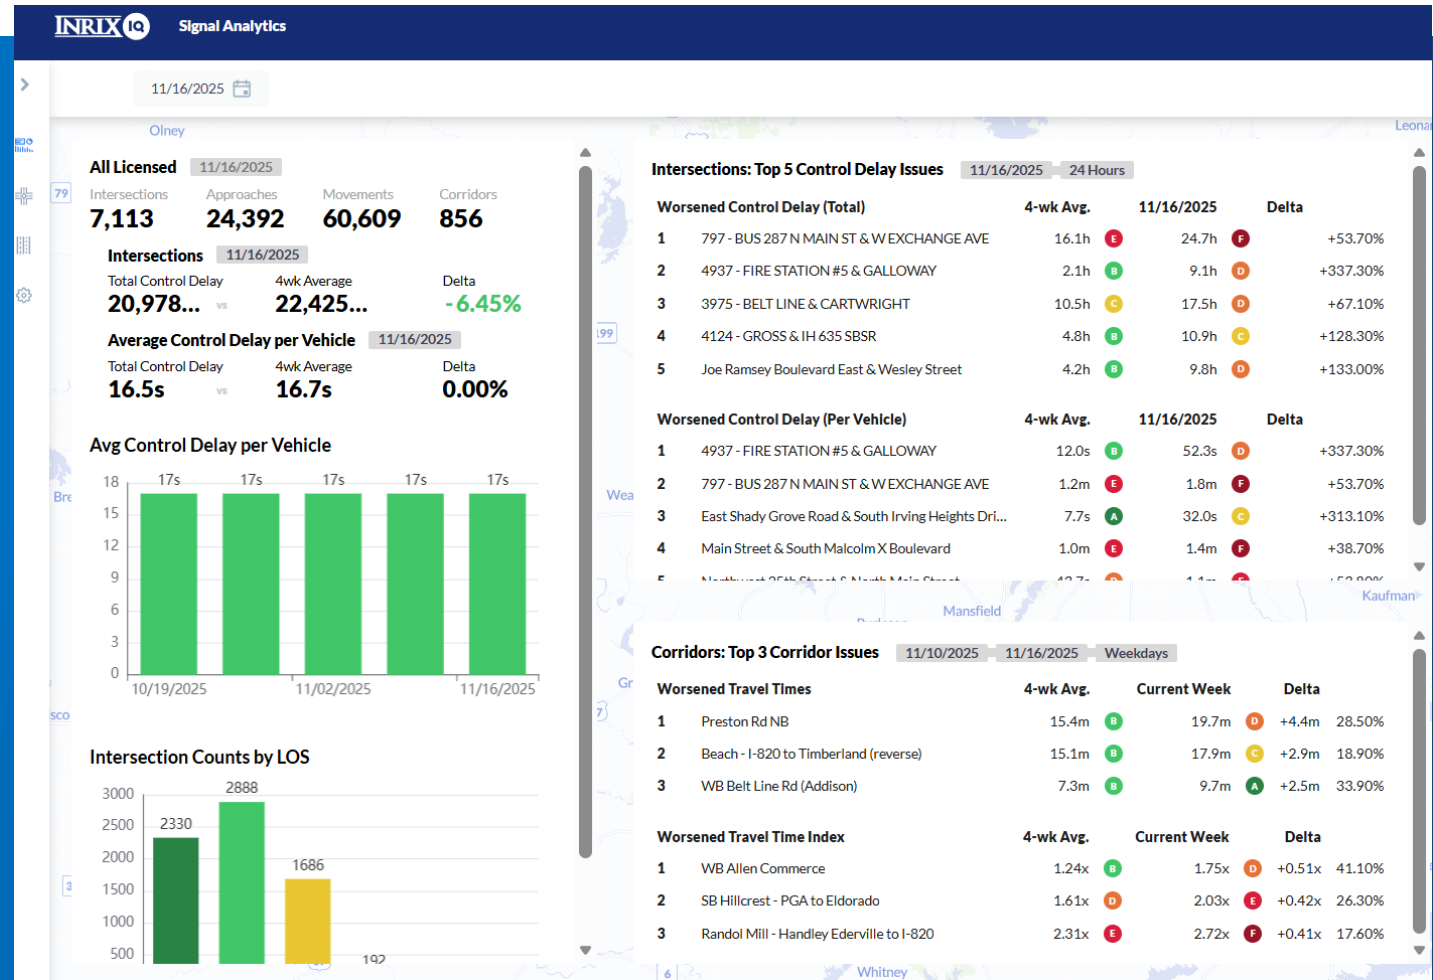 INRIX IQ Signal Analytics
11/16/2025
Olney
Leona
79
All Licensed 11/16/2025
Intersections Approaches Movements Corridors
7,113 24,392 60,609 856
Intersections 11/16/2025
Total Control Delay 4wk Average Delta
20,978... vs 22,425... -6.45%
Average Control Delay per Vehicle 11/16/2025
Total Control Delay 4wk Average Delta
16.5s vs 16.7s 0.00%
Avg Control Delay per Vehicle
17s 17s 17s 17s 17s
18
15
12
9
6
3
0
10/19/2025 11/02/2025 11/16/2025
Bre
sco
Intersection Counts by LOS
3000
2500
2000
1500
1000
500
2330
2888
1686
192
3
199
Wea
Gr
7
Intersections: Top 5 Control Delay Issues 11/16/2025 24 Hours
Worsened Control Delay (Total) 4-wk Avg. 11/16/2025 Delta
1 797 - BUS 287 N MAIN ST & W EXCHANGE AVE 16.1h E 24.7h F +53.70%
2 4937 - FIRE STATION #5 & GALLOWAY 2.1h B 9.1h D +337.30%
3 3975 - BELT LINE & CARTWRIGHT 10.5h C 17.5h D +67.10%
4 4124 - GROSS & IH 635 SBSR 4.8h B 10.9h C +128.30%
5 Joe Ramsey Boulevard East & Wesley Street 4.2h B 9.8h D +133.00%
Worsened Control Delay (Per Vehicle) 4-wk Avg. 11/16/2025 Delta
1 4937 - FIRE STATION #5 & GALLOWAY 12.0s B 52.3s D +337.30%
2 797 - BUS 287 N MAIN ST & W EXCHANGE AVE 1.2m E 1.8m F +53.70%
3 East Shady Grove Road & South Irving Heights Dri... 7.7s A 32.0s C +313.10%
4 Main Street & South Malcolm X Boulevard 1.0m E 1.4m F +38.70%
Northwest 25th Street & North Main Street
Kaufman
Mansfield
Corridors: Top 3 Corridor Issues 11/10/2025 11/16/2025 Weekdays
Worsened Travel Times 4-wk Avg. Current Week Delta
1 Preston Rd NB 15.4m B 19.7m D +4.4m 28.50%
2 Beach - I-820 to Timberland (reverse) 15.1m B 17.9m C +2.9m 18.90%
3 WB Belt Line Rd (Addison) 7.3m B 9.7m A +2.5m 33.90%
Worsened Travel Time Index 4-wk Avg. Current Week Delta
1 WB Allen Commerce 1.24x B 1.75x D +0.51x 41.10%
2 SB Hillcrest - PGA to Eldorado 1.61x D 2.03x E +0.42x 26.30%
3 Randol Mill - Handley Ederville to I-820 2.31x E 2.72x F +0.41x 17.60%
6
Whitney